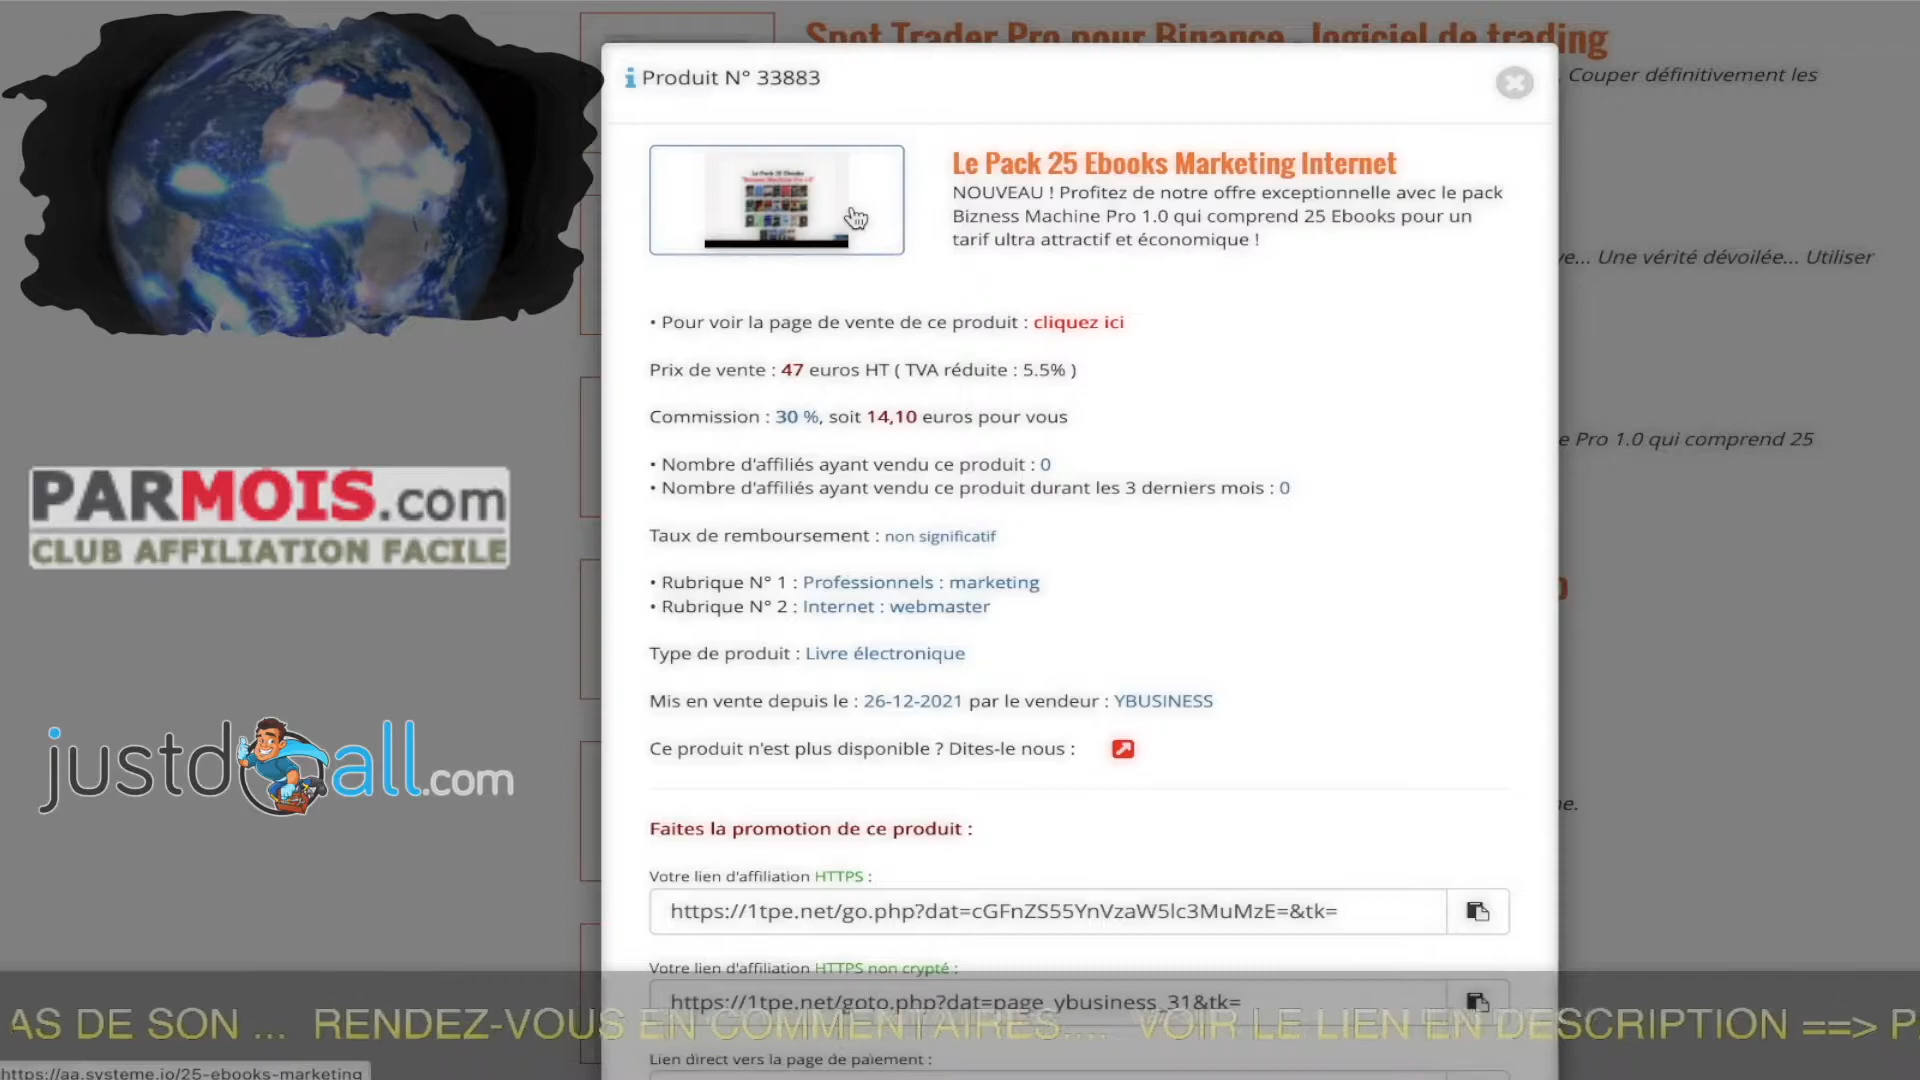 Spot Trader Pro pour Binance - logiciel de trading
Couper définitivement les
ve... Une vérité dévoilée... Utiliser
e Pro 1.0 qui comprend 25
ne.
Produit N° 33883
Le Pack 25 Ebooks Marketing Internet
NOUVEAU ! Profitez de notre offre exceptionnelle avec le pack
Bizness Machine Pro 1.0 qui comprend 25 Ebooks pour un
tarif ultra attractif et économique !
• Pour voir la page de vente de ce produit : cliquez ici
Prix de vente : 47 euros HT ( TVA réduite : 5.5% )
Commission : 30 %, soit 14,10 euros pour vous
• Nombre d'affiliés ayant vendu ce produit : 0
• Nombre d'affiliés ayant vendu ce produit durant les 3 derniers mois : 0
Taux de remboursement : non significatif
• Rubrique N° 1 : Professionnels : marketing
• Rubrique N° 2 : Internet : webmaster
Type de produit : Livre électronique
Mis en vente depuis le : 26-12-2021 par le vendeur : YBUSINESS
Ce produit n'est plus disponible ? Dites-le nous :
Faites la promotion de ce produit :
Votre lien d'affiliation HTTPS :
https://1tpe.net/go.php?dat=cGFnZS55YnVzaW5lc3MuMzE=&tk=
Votre lien d'affiliation HTTPS non crypté :
https://1tpe.net/goto.php?dat=page_ybusiness_31&tk=
Lien direct vers la page de paiement :
PARMOIS.com
CLUB AFFILIATION FACILE
justdoall.com
AS DE SON ... RENDEZ-VOUS EN COMMENTAIRES.... VOIR LE LIEN EN DESCRIPTION ==> P
https://aa.systeme.io/25-ebooks-marketing